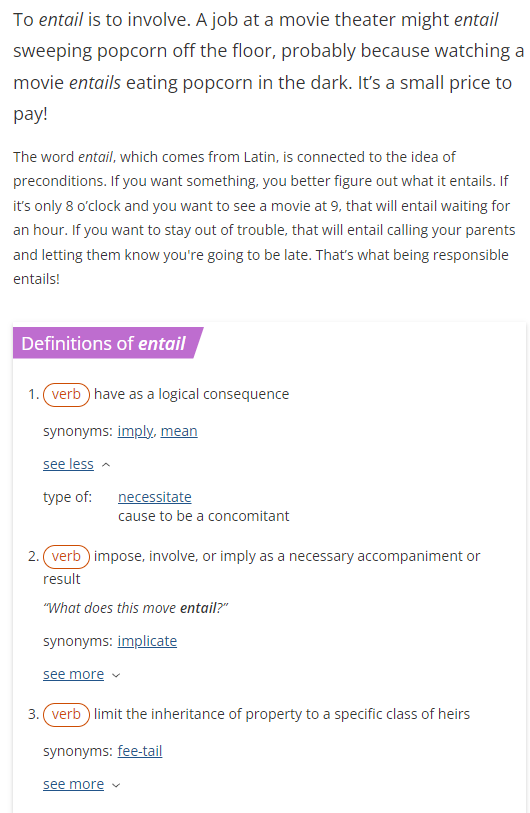 To entail is to involve. A job at a movie theater might entail
sweeping popcorn off the floor, probably because watching a
movie entails eating popcorn in the dark. It’s a small price to
pay!
The word entail, which comes from Latin, is connected to the idea of
preconditions. If you want something, you better figure out what it entails. If
it’s only 8 o’clock and you want to see a movie at 9, that will entail waiting for
an hour. If you want to stay out of trouble, that will entail calling your parents
and letting them know you're going to be late. That’s what being responsible
entails!
Definitions of entail
1. verb have as a logical consequence
synonyms: imply, mean
see less
type of: necessitate
cause to be a concomitant
2. verb impose, involve, or imply as a necessary accompaniment or
result
“What does this move entail?”
synonyms: implicate
see more
3. verb limit the inheritance of property to a specific class of heirs
synonyms: fee-tail
see more